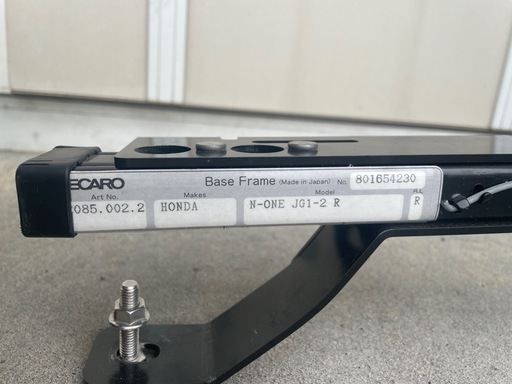 ECARO Base Frame (Made in Japan) No. 801654230
Art No. Makes Model R.L
085.002.2 HONDA N-ONE JG1-2 R R